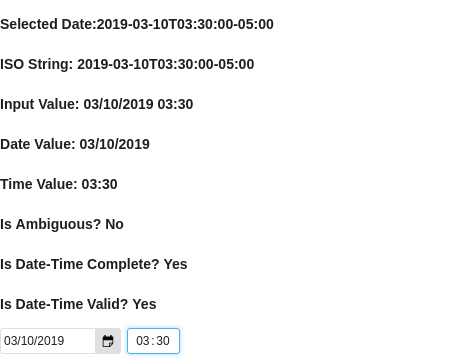 Selected Date:2019-03-10T03:30:00-05:00
ISO String: 2019-03-10T03:30:00-05:00
Input Value: 03/10/2019 03:30
Date Value: 03/10/2019
Time Value: 03:30
Is Ambiguous? No
Is Date-Time Complete? Yes
Is Date-Time Valid? Yes
03/10/2019 03:30